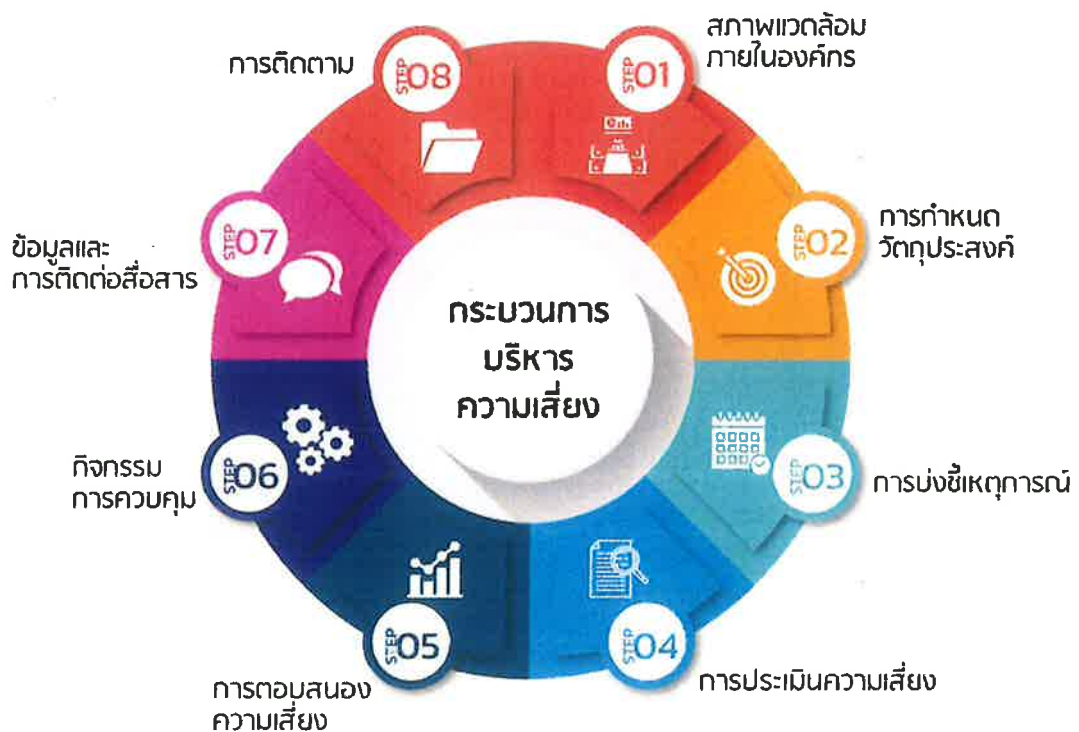 กระบวนการ
บริหาร
ความเสี่ยง
STEP 01
สภาพแวดล้อม
ภายในองค์กร
STEP 02
การกำหนด
วัตถุประสงค์
STEP 03
การบ่งชี้เหตุการณ์
STEP 04
การประเมินความเสี่ยง
STEP 05
การตอบสนอง
ความเสี่ยง
STEP 06
กิจกรรม
การควบคุม
STEP 07
ข้อมูลและ
การติดต่อสื่อสาร
STEP 08
การติดตาม